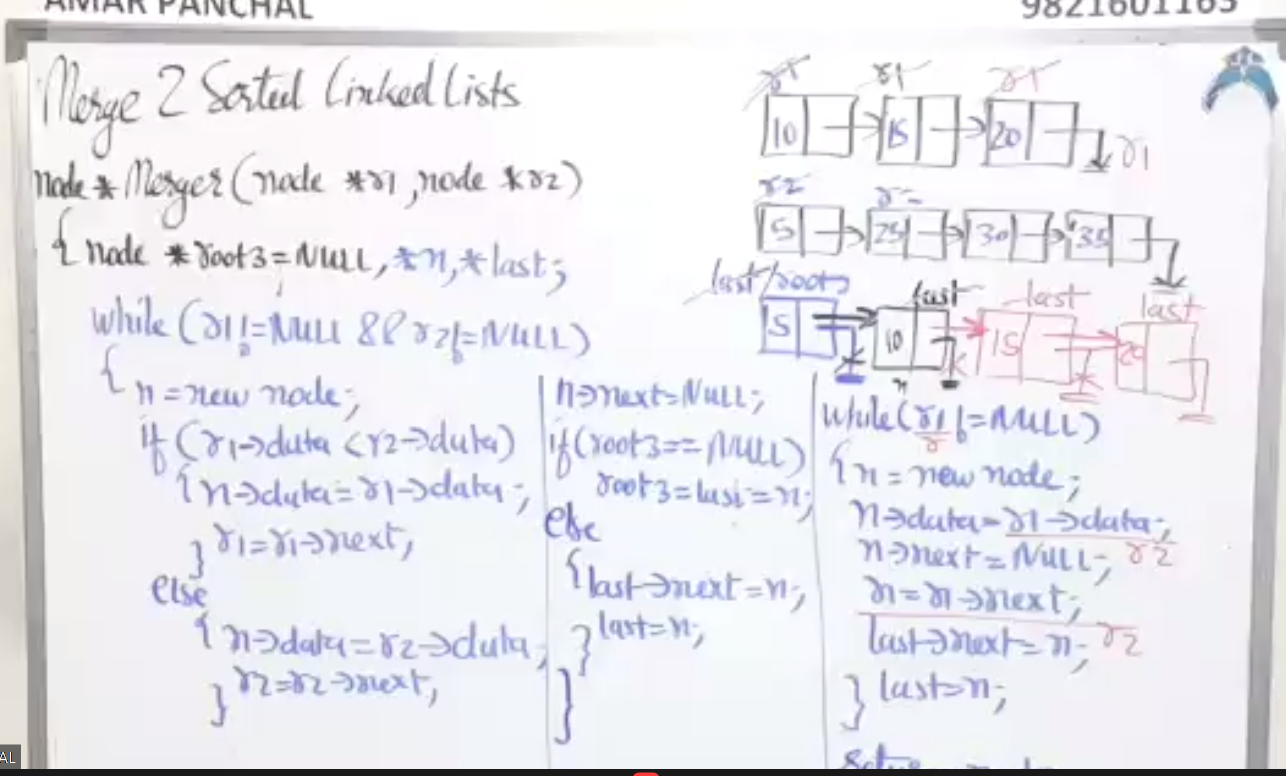 AMAR PANCHAL
9821601163
Merge 2 Sorted Linked Lists
node * Merger(node *r1, node *r2)
{ node *root3=NULL, *n, *last;
while (r1!=NULL && r2!=NULL)
{ n=new node;
if (r1->data <r2->data)
{ n->data=r1->data;
} r1=r1->next;
else
{ n->data=r2->data;
} r2=r2->next;
n->next=NULL;
if(root3==NULL)
root3=last=n;
else
{ last->next=n;
} last=n;
}
r1 r1 r1
10 15 20 r1
r2
5 25 30 35
last/root3 last last last
5 10 15 20
n
while(r1!=NULL)
r
{ n=new node;
n->data=r1->data;
n->next=NULL; r2
r1=r1->next;
last->next=n; r2
} last=n;
AL